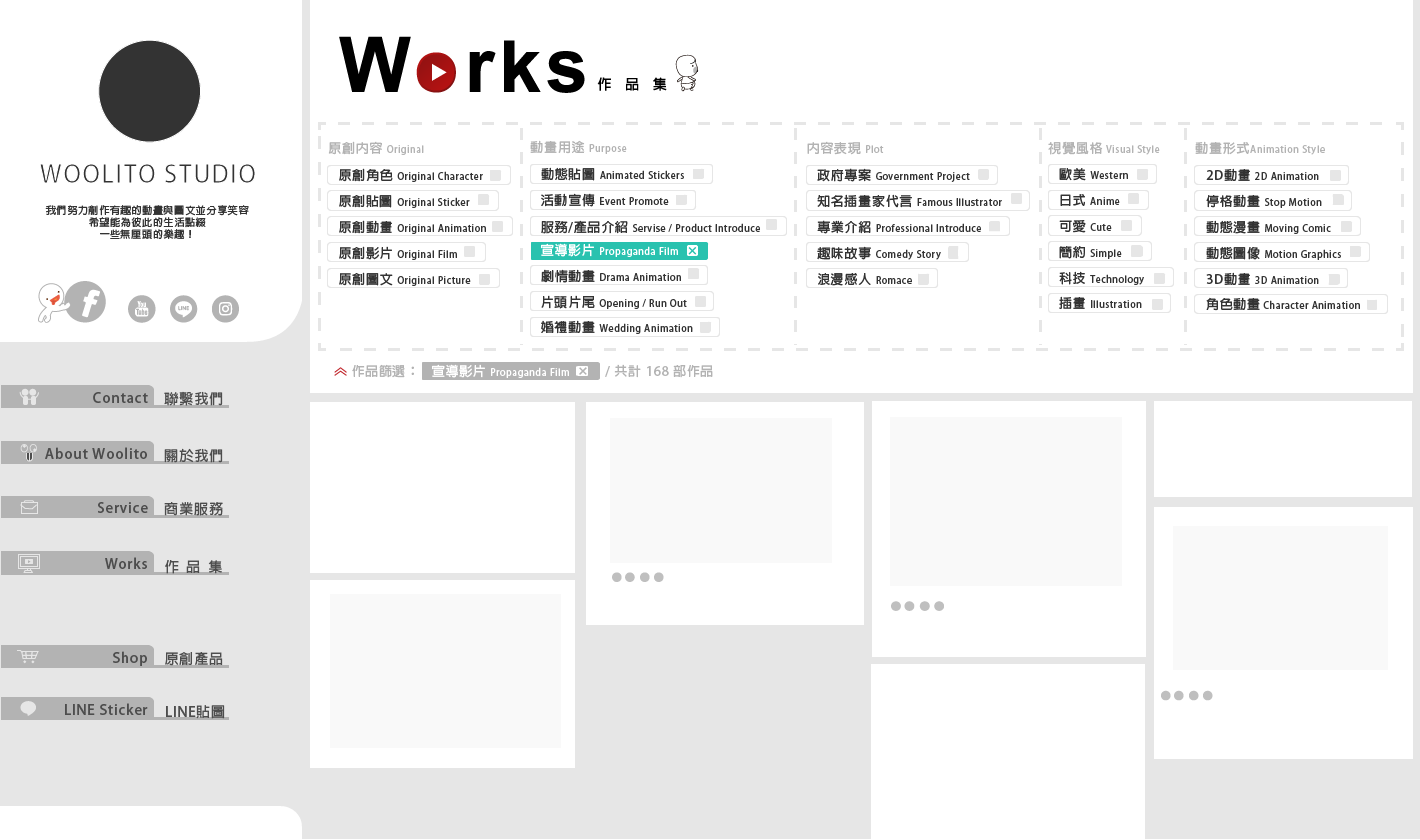 WOOLITO STUDIO
我們努力創作有趣的動畫與圖文並分享笑容
希望能為彼此的生活點綴
一些無厘頭的樂趣！
f
You Tube
LINE
Contact 聯繫我們
About Woolito 關於我們
Service 商業服務
Works 作品集
Shop 原創產品
LINE Sticker LINE貼圖
Works 作品集
原創內容 Original
原創角色 Original Character
原創貼圖 Original Sticker
原創動畫 Original Animation
原創影片 Original Film
原創圖文 Original Picture
動畫用途 Purpose
動態貼圖 Animated Stickers
活動宣傳 Event Promote
服務/產品介紹 Servise / Product Introduce
宣導影片 Propaganda Film
劇情動畫 Drama Animation
片頭片尾 Opening / Run Out
婚禮動畫 Wedding Animation
內容表現 Plot
政府專案 Government Project
知名插畫家代言 Famous Illustrator
專業介紹 Professional Introduce
趣味故事 Comedy Story
浪漫感人 Romace
視覺風格 Visual Style
歐美 Western
日式 Anime
可愛 Cute
簡約 Simple
科技 Technology
插畫 Illustration
動畫形式Animation Style
2D動畫 2D Animation
停格動畫 Stop Motion
動態漫畫 Moving Comic
動態圖像 Motion Graphics
3D動畫 3D Animation
角色動畫 Character Animation
作品篩選： 宣導影片 Propaganda Film / 共計 168 部作品